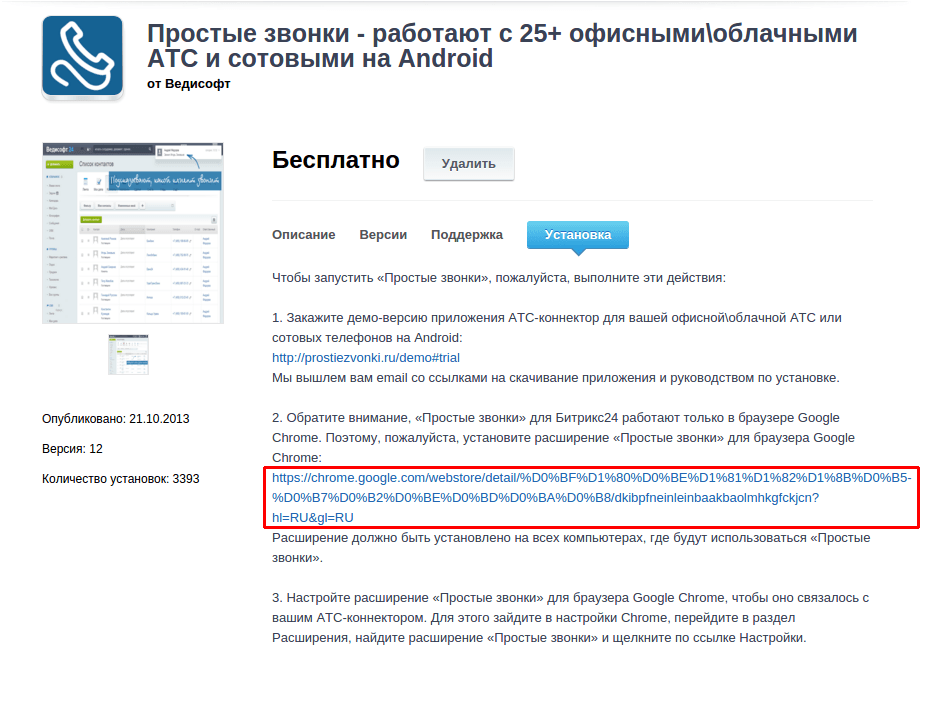 Простые звонки - работают с 25+ офисными\облачными
АТС и сотовыми на Android
от Ведисофт
Ведисофт 24
Список контактов
Показывает, какой клиент звонит
Бесплатно
Удалить
Описание Версии Поддержка Установка
Чтобы запустить «Простые звонки», пожалуйста, выполните эти действия:
1. Закажите демо-версию приложения АТС-коннектор для вашей офисной\облачной АТС или
сотовых телефонов на Android:
http://prostiezvonki.ru/demo#trial
Мы вышлем вам email со ссылками на скачивание приложения и руководством по установке.
Опубликовано: 21.10.2013
Версия: 12
Количество установок: 3393
2. Обратите внимание, «Простые звонки» для Битрикс24 работают только в браузере Google
Chrome. Поэтому, пожалуйста, установите расширение «Простые звонки» для браузера Google
Chrome:
https://chrome.google.com/webstore/detail/%D0%BF%D1%80%D0%BE%D1%81%D1%82%D1%8B%D0%B5-
%D0%B7%D0%B2%D0%BE%D0%BD%D0%BA%D0%B8/dkibpfneinleinbaakbaolmhkgfckjcn?
hl=RU&gl=RU
Расширение должно быть установлено на всех компьютерах, где будут использоваться «Простые
звонки».
3. Настройте расширение «Простые звонки» для браузера Google Chrome, чтобы оно связалось с
вашим АТС-коннектором. Для этого зайдите в настройки Chrome, перейдите в раздел
Расширения, найдите расширение «Простые звонки» и щелкните по ссылке Настройки.